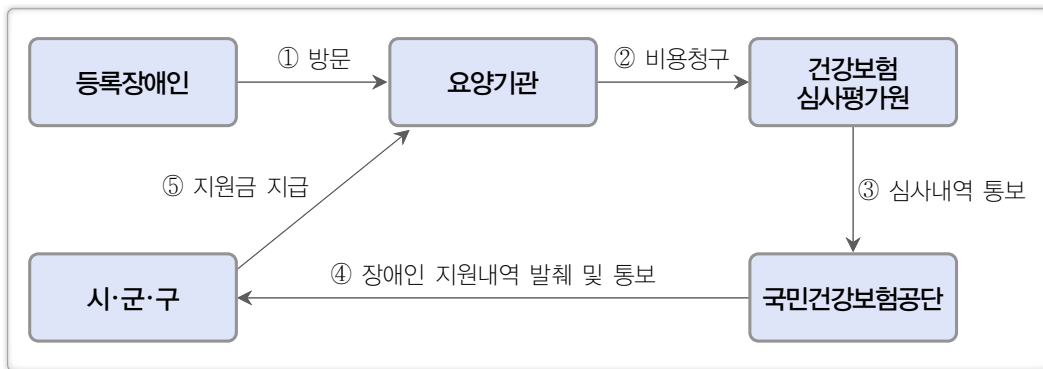 ① 방문
② 비용청구
등록장애인
요양기관
건강보험
심사평가원
⑤ 지원금 지급
③ 심사내역 통보
④ 장애인 지원내역 발췌 및 통보
시·군·구
국민건강보험공단